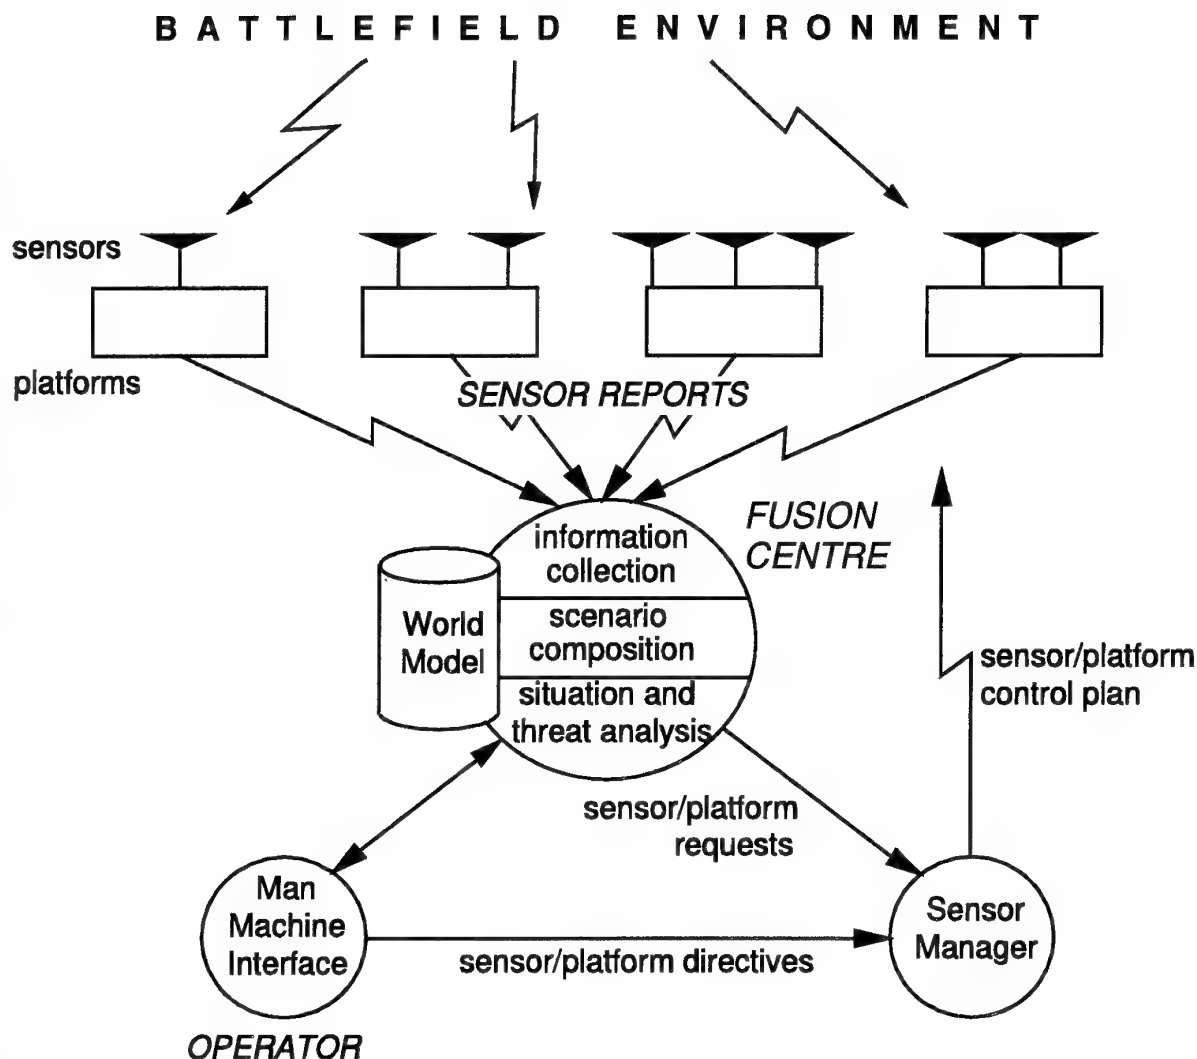 BATTLEFIELD ENVIRONMENT
sensors
platforms
SENSOR REPORTS
FUSION
CENTRE
information
collection
scenario
composition
situation and
threat analysis
World
Model
sensor/platform
control plan
sensor/platform
requests
Man
Machine
Interface
sensor/platform directives
Sensor
Manager
OPERATOR